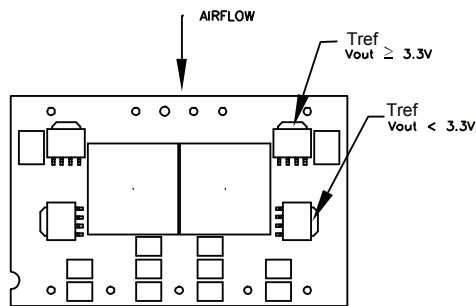 AIRFLOW
Tref
Vout ≥ 3.3V
Tref
Vout < 3.3V